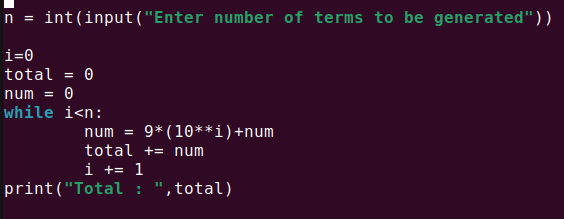 n = int(input("Enter number of terms to be generated"))
i=0
total = 0
num = 0
while i<n:
        num = 9*(10**i)+num
        total += num
        i += 1
print("Total : ",total)